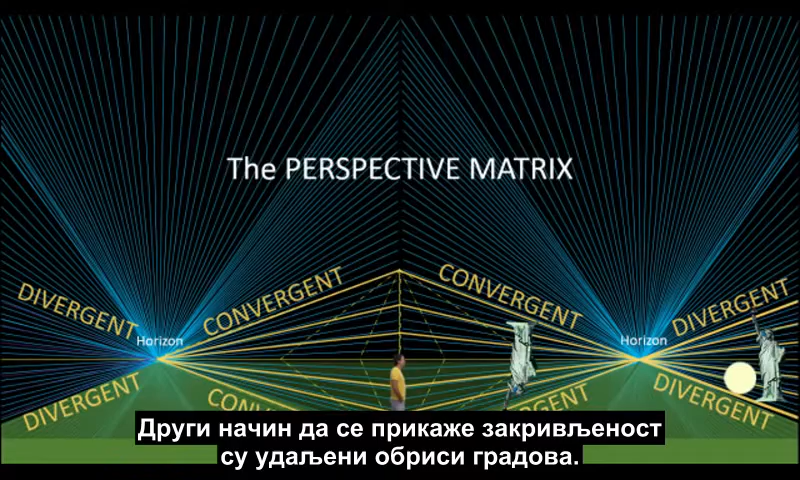 The PERSPECTIVE MATRIX
DIVERGENT
CONVERGENT
CONVERGENT
DIVERGENT
Horizon
Horizon
DIVERGENT
DIVERGENT
Други начин да се прикаже закривљеност
су удаљени обриси градова.